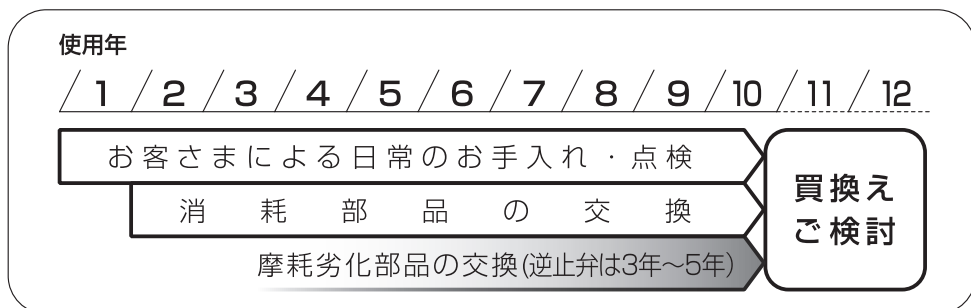 使用年
1 2 3 4 5 6 7 8 9 10 11 12
お客さまによる日常のお手入れ・点検
消耗部品の交換
摩耗劣化部品の交換(逆止弁は3年～5年)
買換え
ご検討